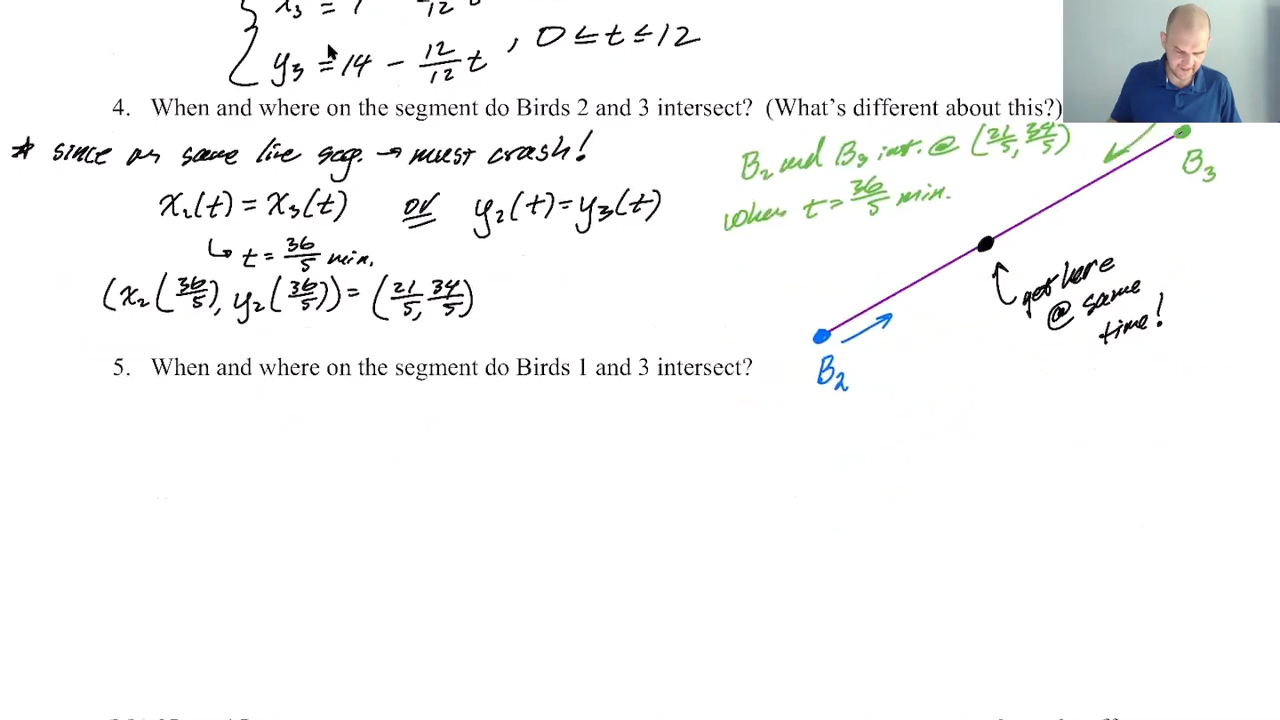 y₃ = 14 - 12/12 t , 0 ≤ t ≤ 12
4. When and where on the segment do Birds 2 and 3 intersect? (What's different about this?)
* since on same line seg. → must crash!
x₂(t) = x₃(t) or y₂(t) = y₃(t)
↳ t = 36/5 min.
(x₂(36/5), y₂(36/5)) = (21/5, 34/5)
B₂ and B₃ int. @ (21/5, 34/5)
when t = 36/5 min.
B₃
get here
@ same
time!
B₂
5. When and where on the segment do Birds 1 and 3 intersect?